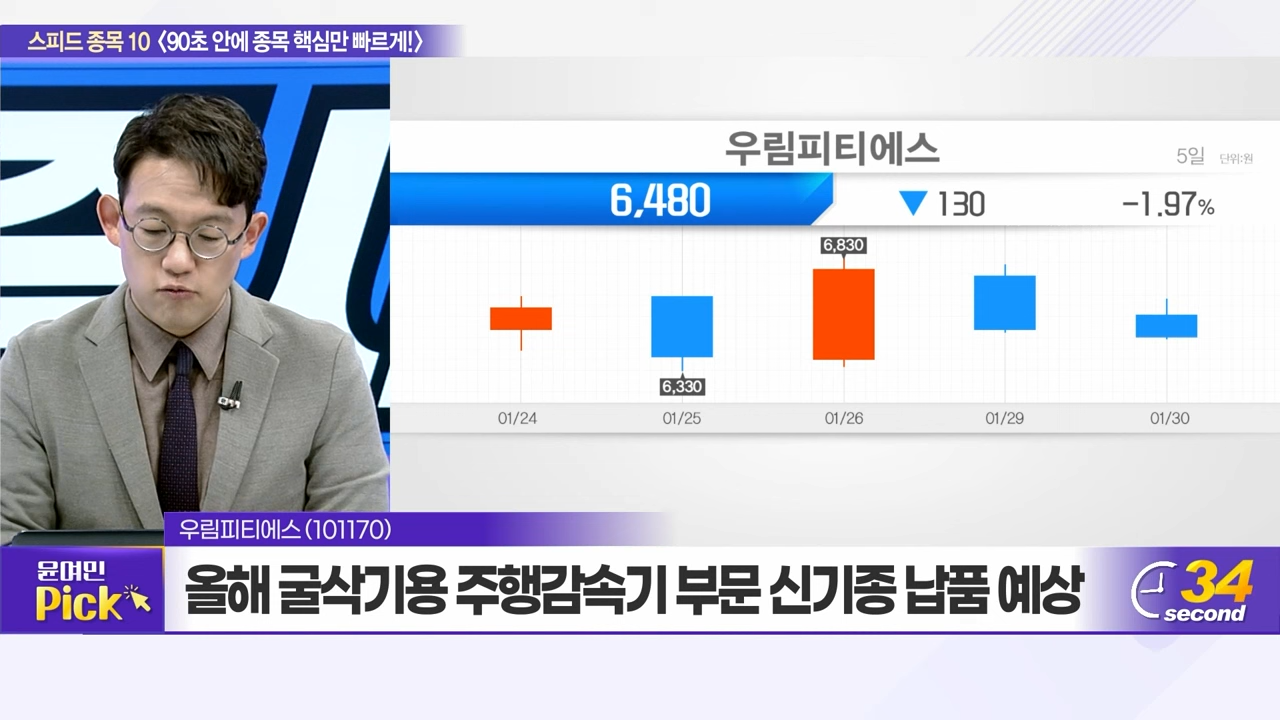 스피드 종목 10 〈90초 안에 종목 핵심만 빠르게!〉
우림피티에스
5일 단위:원
6,480 ▼ 130 -1.97%
6,830
6,330
01/24 01/25 01/26 01/29 01/30
우림피티에스 (101170)
윤여민
Pick
올해 굴삭기용 주행감속기 부문 신기종 납품 예상
34
second